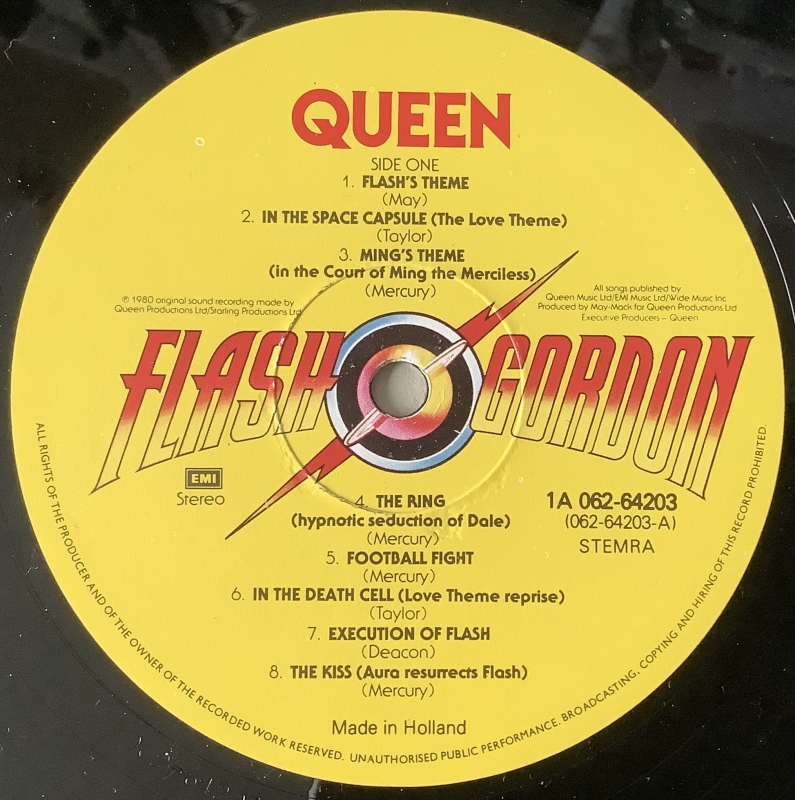 QUEEN
SIDE ONE
1. FLASH'S THEME
(May)
2. IN THE SPACE CAPSULE (The Love Theme)
(Taylor)
3. MING'S THEME
(in the Court of Ming the Merciless)
(Mercury)
℗ 1980 original sound recording made by
Queen Productions Ltd/Starling Productions Ltd
All songs published by
Queen Music Ltd/EMI Music Ltd/Wide Music Inc
Produced by May-Mack for Queen Productions Ltd
Executive Producers – Queen
FLASH GORDON
EMI
Stereo
1A 062-64203
(062-64203-A)
STEMRA
4. THE RING
(hypnotic seduction of Dale)
(Mercury)
5. FOOTBALL FIGHT
(Mercury)
6. IN THE DEATH CELL (Love Theme reprise)
(Taylor)
7. EXECUTION OF FLASH
(Deacon)
8. THE KISS (Aura resurrects Flash)
(Mercury)
Made in Holland
ALL RIGHTS OF THE PRODUCER AND OF THE OWNER OF THE RECORDED WORK RESERVED. UNAUTHORISED PUBLIC PERFORMANCE, BROADCASTING, COPYING AND HIRING OF THIS RECORD PROHIBITED.